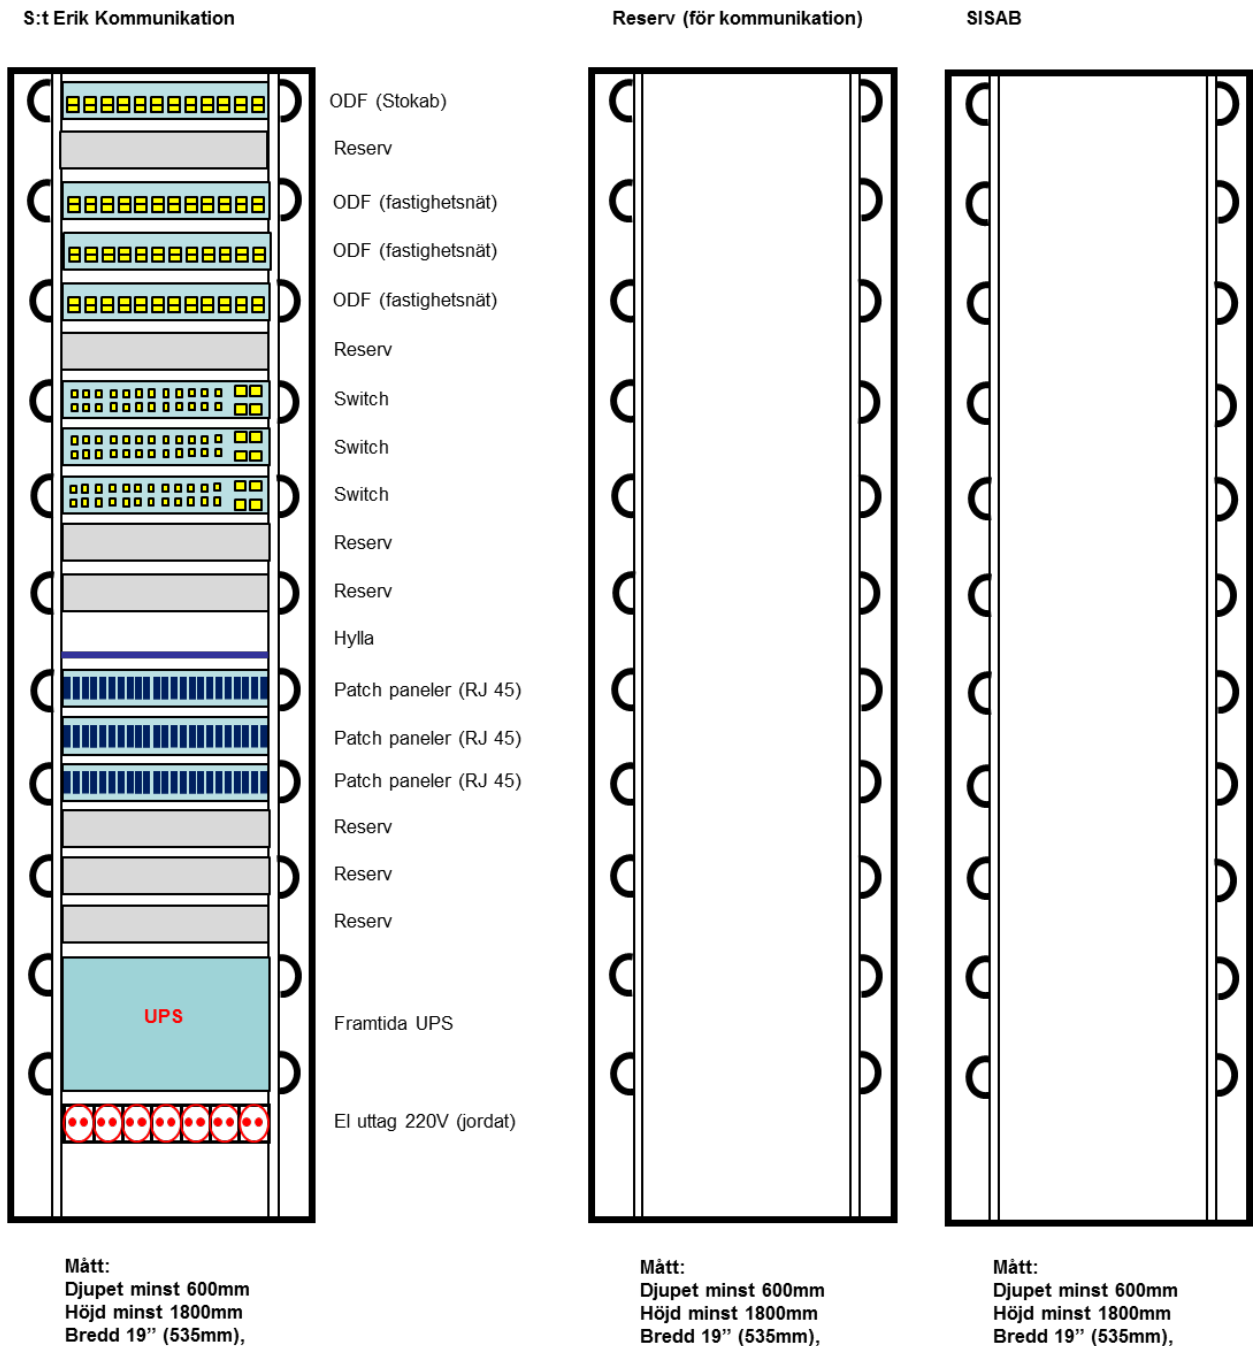 S:t Erik Kommunikation
Reserv (för kommunikation)
SISAB
ODF (Stokab)
Reserv
ODF (fastighetsnät)
ODF (fastighetsnät)
ODF (fastighetsnät)
Reserv
Switch
Switch
Switch
Reserv
Reserv
Hylla
Patch paneler (RJ 45)
Patch paneler (RJ 45)
Patch paneler (RJ 45)
Reserv
Reserv
Reserv
UPS
Framtida UPS
El uttag 220V (jordat)
Mått:
Djupet minst 600mm
Höjd minst 1800mm
Bredd 19” (535mm),
Mått:
Djupet minst 600mm
Höjd minst 1800mm
Bredd 19” (535mm),
Mått:
Djupet minst 600mm
Höjd minst 1800mm
Bredd 19” (535mm),